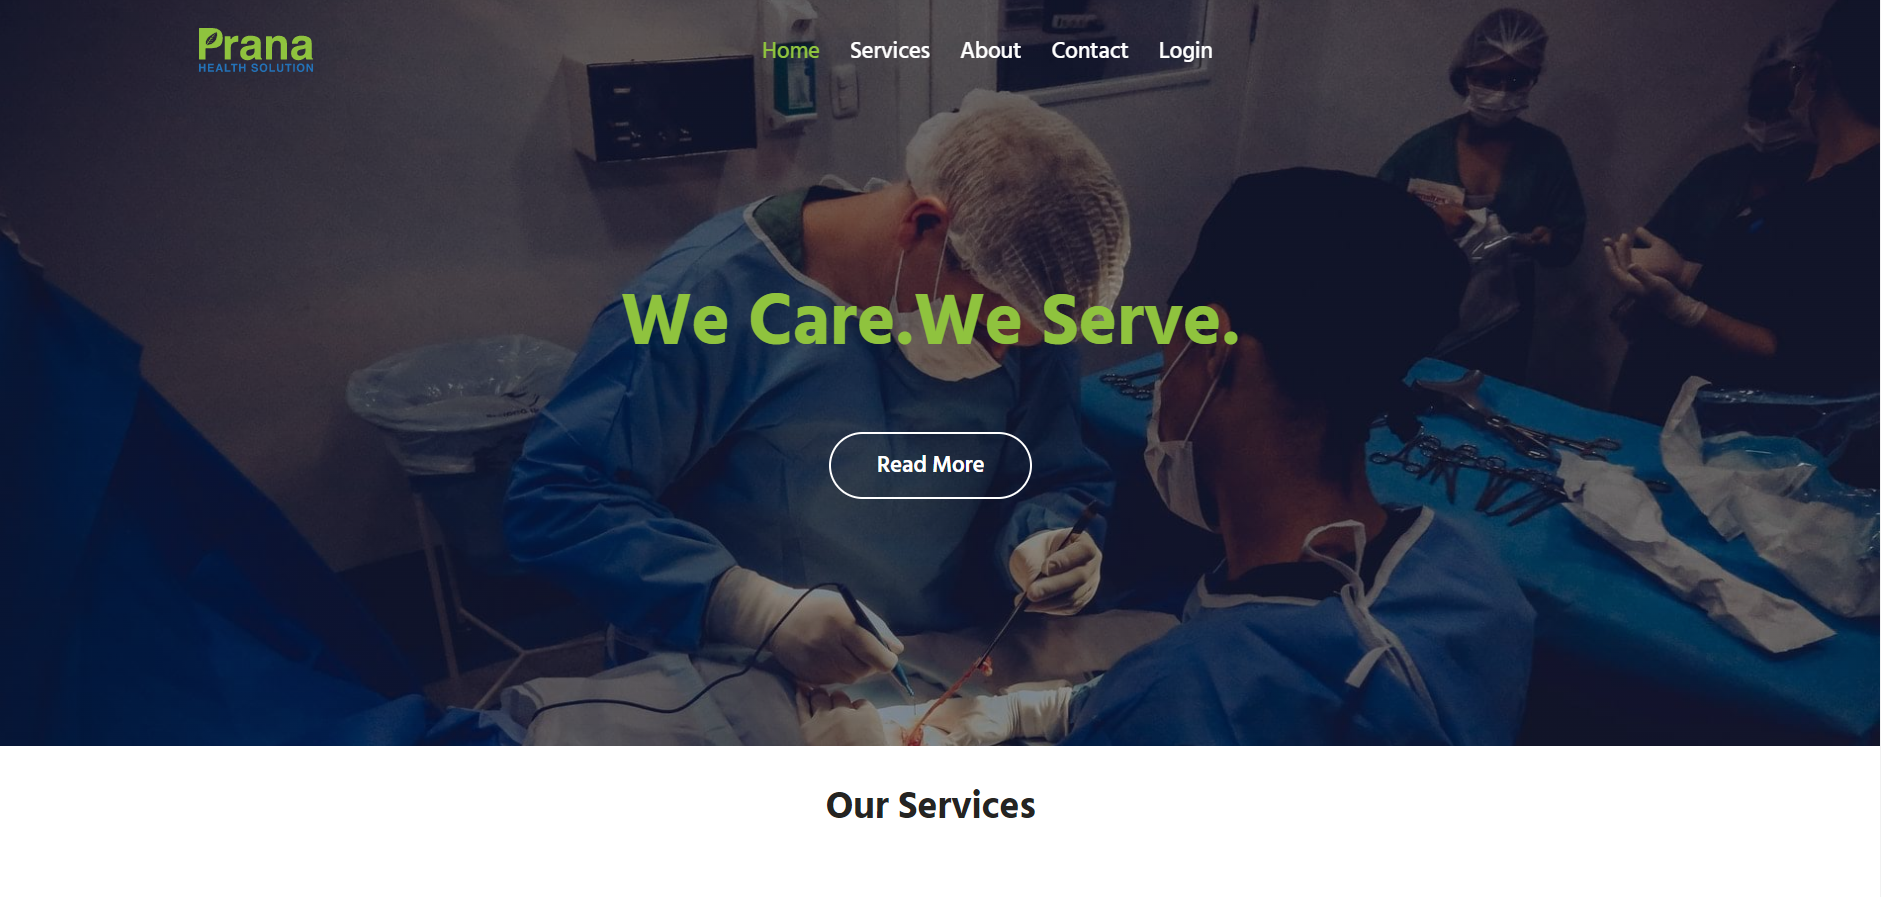 Prana
HEALTH SOLUTION
Home Services About Contact Login
We Care.We Serve.
Read More
Our Services